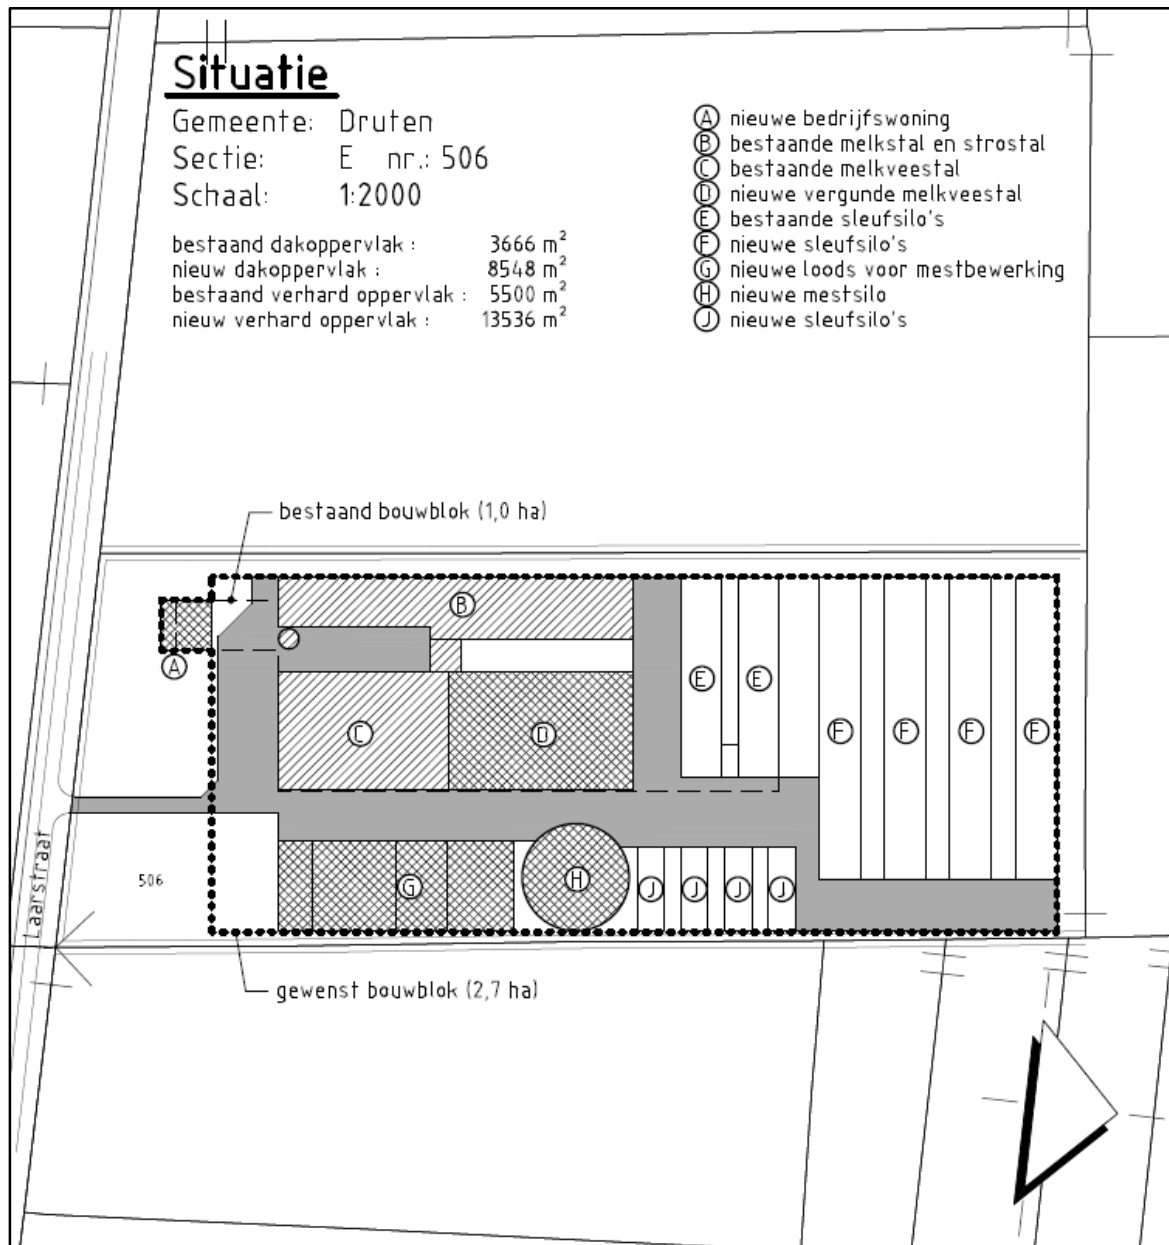 Situatie
Gemeente: Druten
Sectie: E nr.: 506
Schaal: 1:2000
bestaand dakoppervlak : 3666 m²
nieuw dakoppervlak : 8548 m²
bestaand verhard oppervlak : 5500 m²
nieuw verhard oppervlak : 13536 m²
A nieuwe bedrijfswoning
B bestaande melkstal en strostal
C bestaande melkveestal
D nieuwe vergunde melkveestal
E bestaande sleufsilo's
F nieuwe sleufsilo's
G nieuwe loods voor mestbewerking
H nieuwe mestsilo
J nieuwe sleufsilo's
bestaand bouwblok (1,0 ha)
B
A
E E
C D
F F F F
G H J J J J
506
Laarstraat
gewenst bouwblok (2,7 ha)